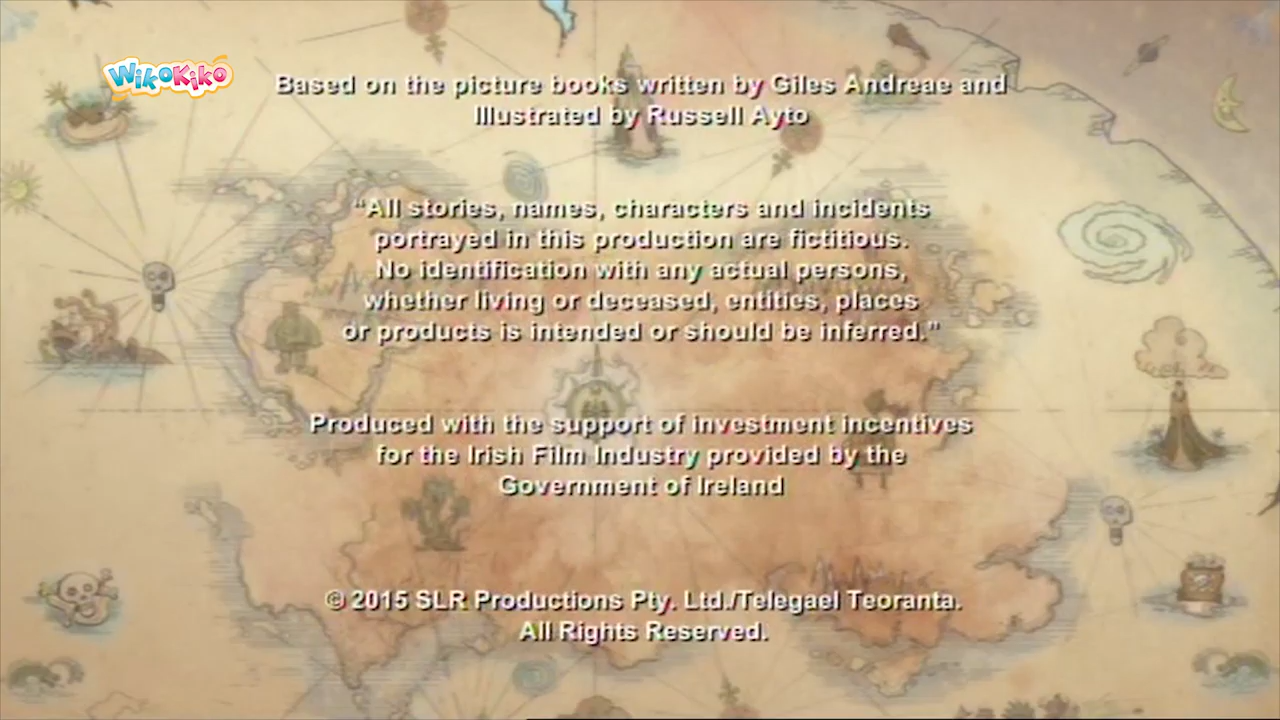 WikoKiko
Based on the picture books written by Giles Andreae and
Illustrated by Russell Ayto
“All stories, names, characters and incidents
portrayed in this production are fictitious.
No identification with any actual persons,
whether living or deceased, entities, places
or products is intended or should be inferred.”
Produced with the support of investment incentives
for the Irish Film Industry provided by the
Government of Ireland
© 2015 SLR Productions Pty. Ltd./Telegael Teoranta.
All Rights Reserved.